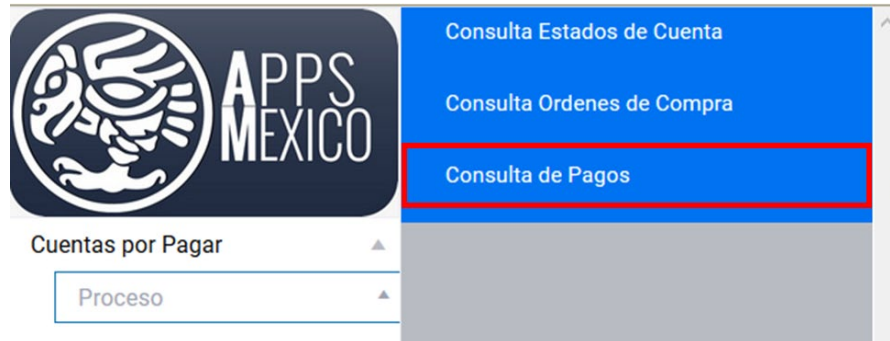 APPS
MEXICO
Cuentas por Pagar
Proceso
Consulta Estados de Cuenta
Consulta Ordenes de Compra
Consulta de Pagos